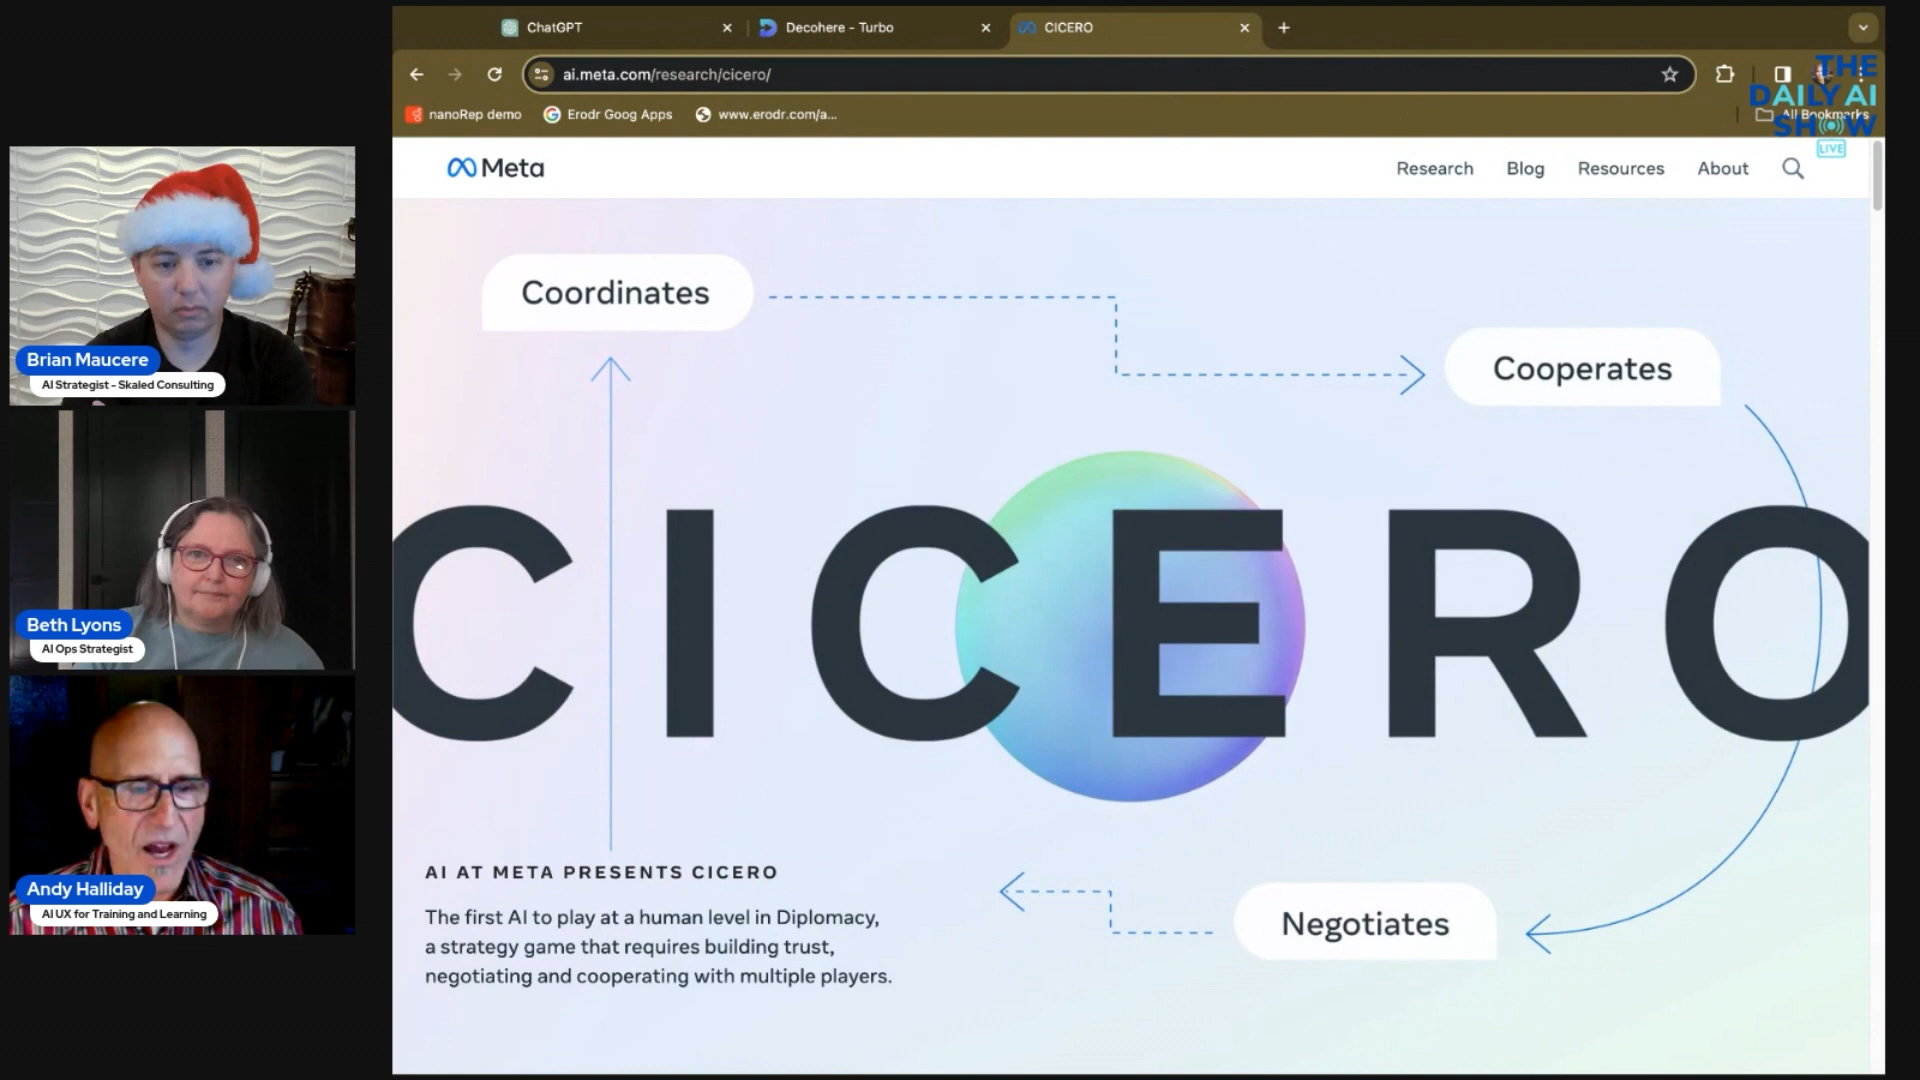 ChatGPT
Decohere - Turbo
CICERO
ai.meta.com/research/cicero/
nanoRep demo
Erodr Goog Apps
www.erodr.com/a...
All Bookmarks
THE
DAILY AI
SHOW
LIVE
Meta
Research
Blog
Resources
About
Coordinates
Cooperates
CICERO
Negotiates
AI AT META PRESENTS CICERO
The first AI to play at a human level in Diplomacy,
a strategy game that requires building trust,
negotiating and cooperating with multiple players.
Brian Maucere
AI Strategist - Skaled Consulting
Beth Lyons
AI Ops Strategist
Andy Halliday
AI UX for Training and Learning